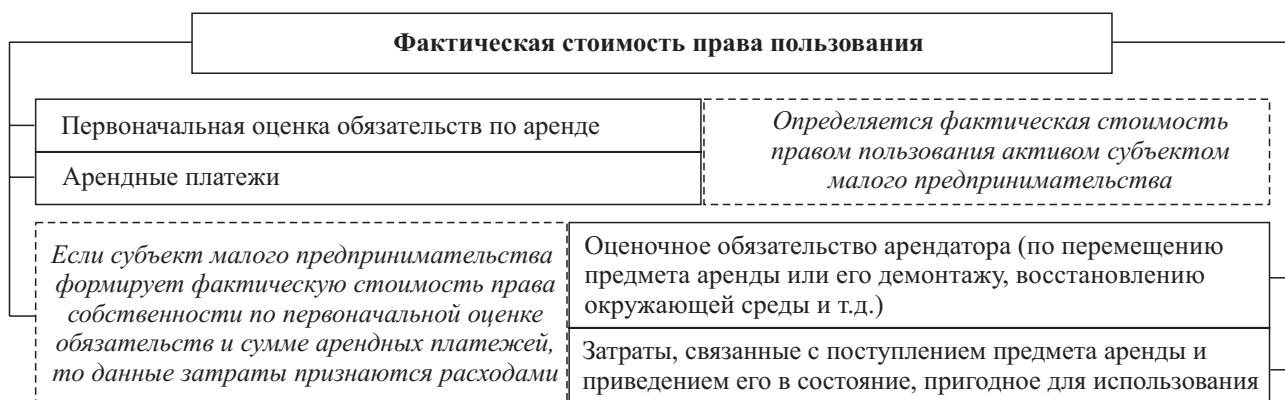 Фактическая стоимость права пользования
Первоначальная оценка обязательств по аренде
Арендные платежи
Определяется фактическая стоимость
правом пользования активом субъектом
малого предпринимательства
Если субъект малого предпринимательства
формирует фактическую стоимость права
собственности по первоначальной оценке
обязательств и сумме арендных платежей,
то данные затраты признаются расходами
Оценочное обязательство арендатора (по перемещению
предмета аренды или его демонтажу, восстановлению
окружающей среды и т.д.)
Затраты, связанные с поступлением предмета аренды и
приведением его в состояние, пригодное для использования